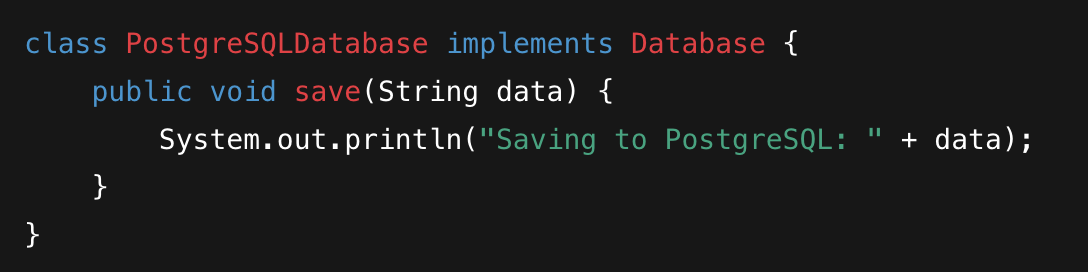 class PostgreSQLDatabase implements Database {
    public void save(String data) {
        System.out.println("Saving to PostgreSQL: " + data);
    }
}